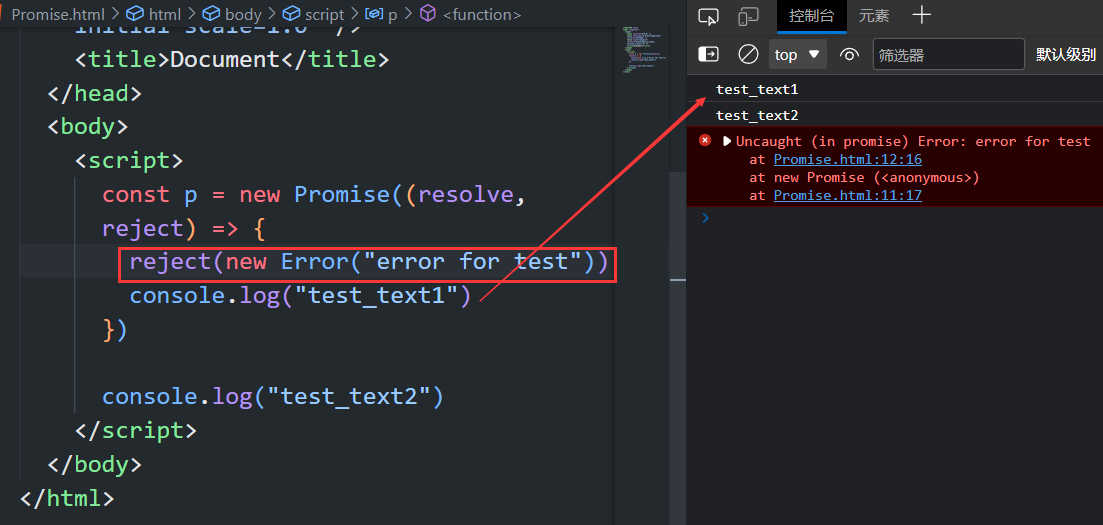 Promise.html > html > body > script > p > <function>
initial-scale=1.0" />
<title>Document</title>
</head>
<body>
<script>
const p = new Promise((resolve,
reject) => {
reject(new Error("error for test"))
console.log("test_text1")
})
console.log("test_text2")
</script>
</body>
</html>
控制台 元素
top 筛选器 默认级别
test_text1
test_text2
Uncaught (in promise) Error: error for test
at Promise.html:12:16
at new Promise (<anonymous>)
at Promise.html:11:17